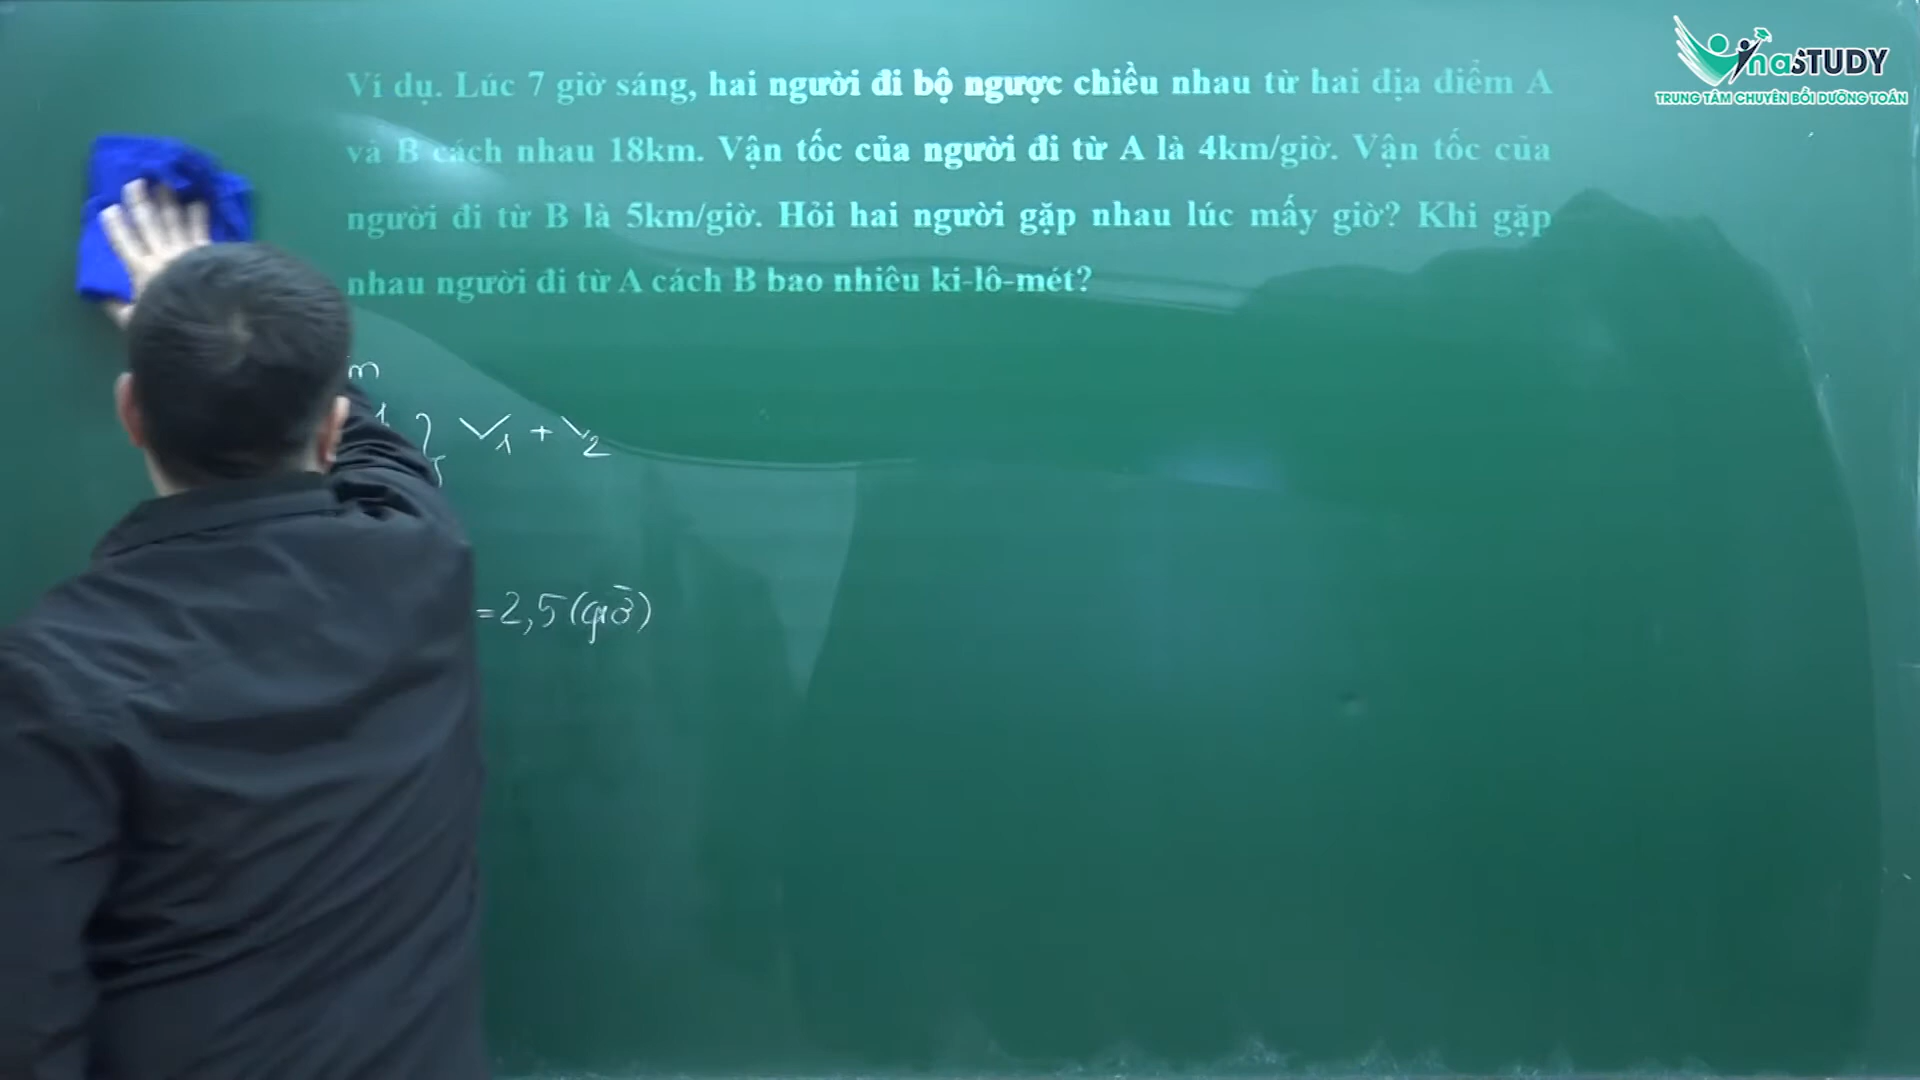 Ví dụ. Lúc 7 giờ sáng, hai người đi bộ ngược chiều nhau từ hai địa điểm A
và B cách nhau 18km. Vận tốc của người đi từ A là 4km/giờ. Vận tốc của
người đi từ B là 5km/giờ. Hỏi hai người gặp nhau lúc mấy giờ? Khi gặp
nhau người đi từ A cách B bao nhiêu ki-lô-mét?
V1 + V2
=2,5(giờ)
VinaSTUDY
TRUNG TÂM CHUYÊN BỒI DƯỠNG TOÁN